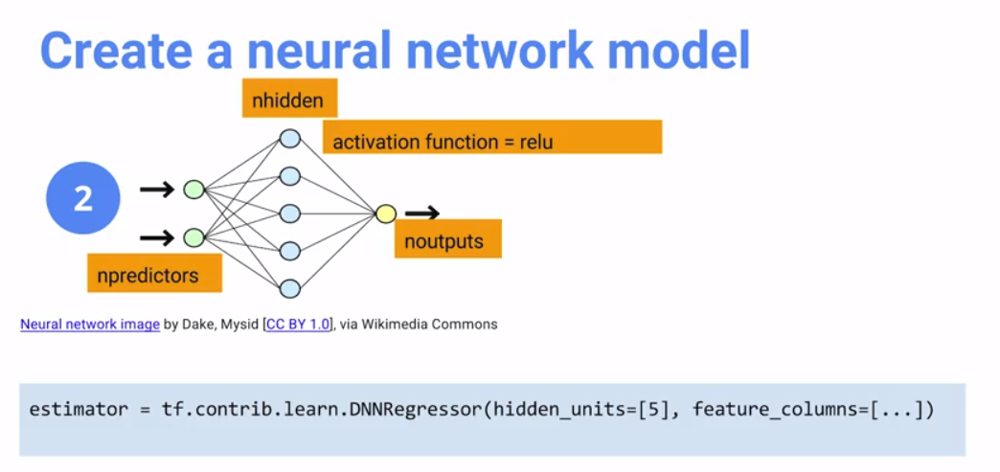 Create a neural network model
nhidden
activation function = relu
2
noutputs
npredictors
Neural network image by Dake, Mysid [CC BY 1.0], via Wikimedia Commons
estimator = tf.contrib.learn.DNNRegressor(hidden_units=[5], feature_columns=[...])